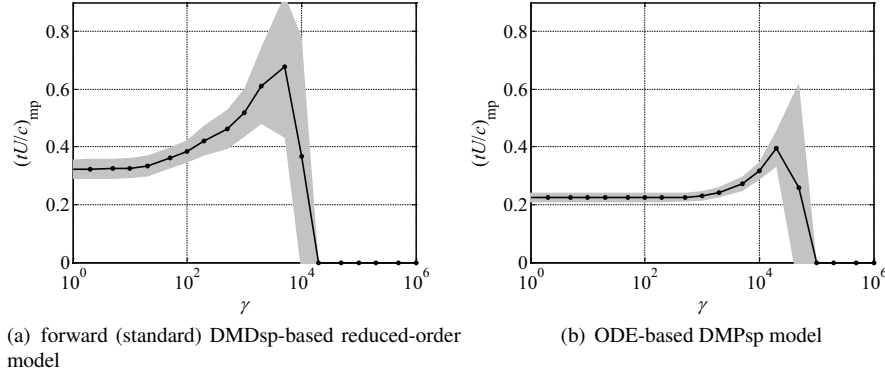 0.8
0.6
0.4
0.2
0
(tU/c)mp
10^0 10^2 10^4 10^6
γ
(a) forward (standard) DMDsp-based reduced-order
model
0.8
0.6
0.4
0.2
0
(tU/c)mp
10^0 10^2 10^4 10^6
γ
(b) ODE-based DMPsp model